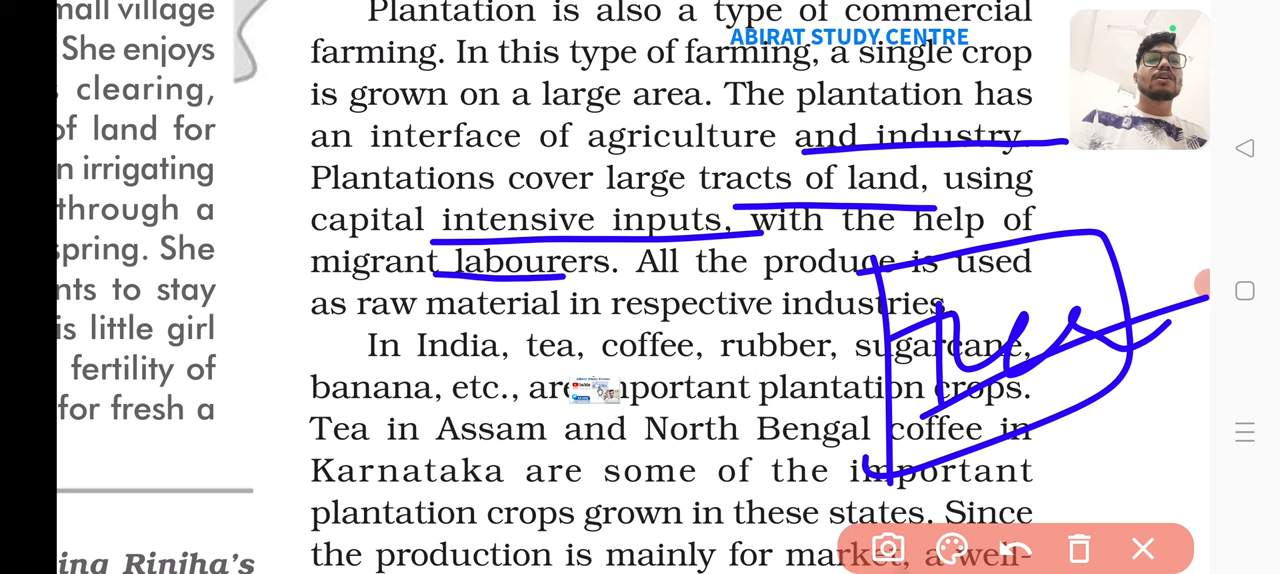 mall village
She enjoys
clearing,
of land for
n irrigating
through a
spring. She
nts to stay
is little girl
fertility of
for fresh a
ing Rinjha's
Plantation is also a type of commercial
ABIRAT STUDY CENTRE
farming. In this type of farming, a single crop
is grown on a large area. The plantation has
an interface of agriculture and industry.
Plantations cover large tracts of land, using
capital intensive inputs, with the help of
migrant labourers. All the produce is used
as raw material in respective industries.
In India, tea, coffee, rubber, sugarcane,
banana, etc., are important plantation crops.
Tea in Assam and North Bengal coffee in
Karnataka are some of the important
plantation crops grown in these states. Since
the production is mainly for market, a well-